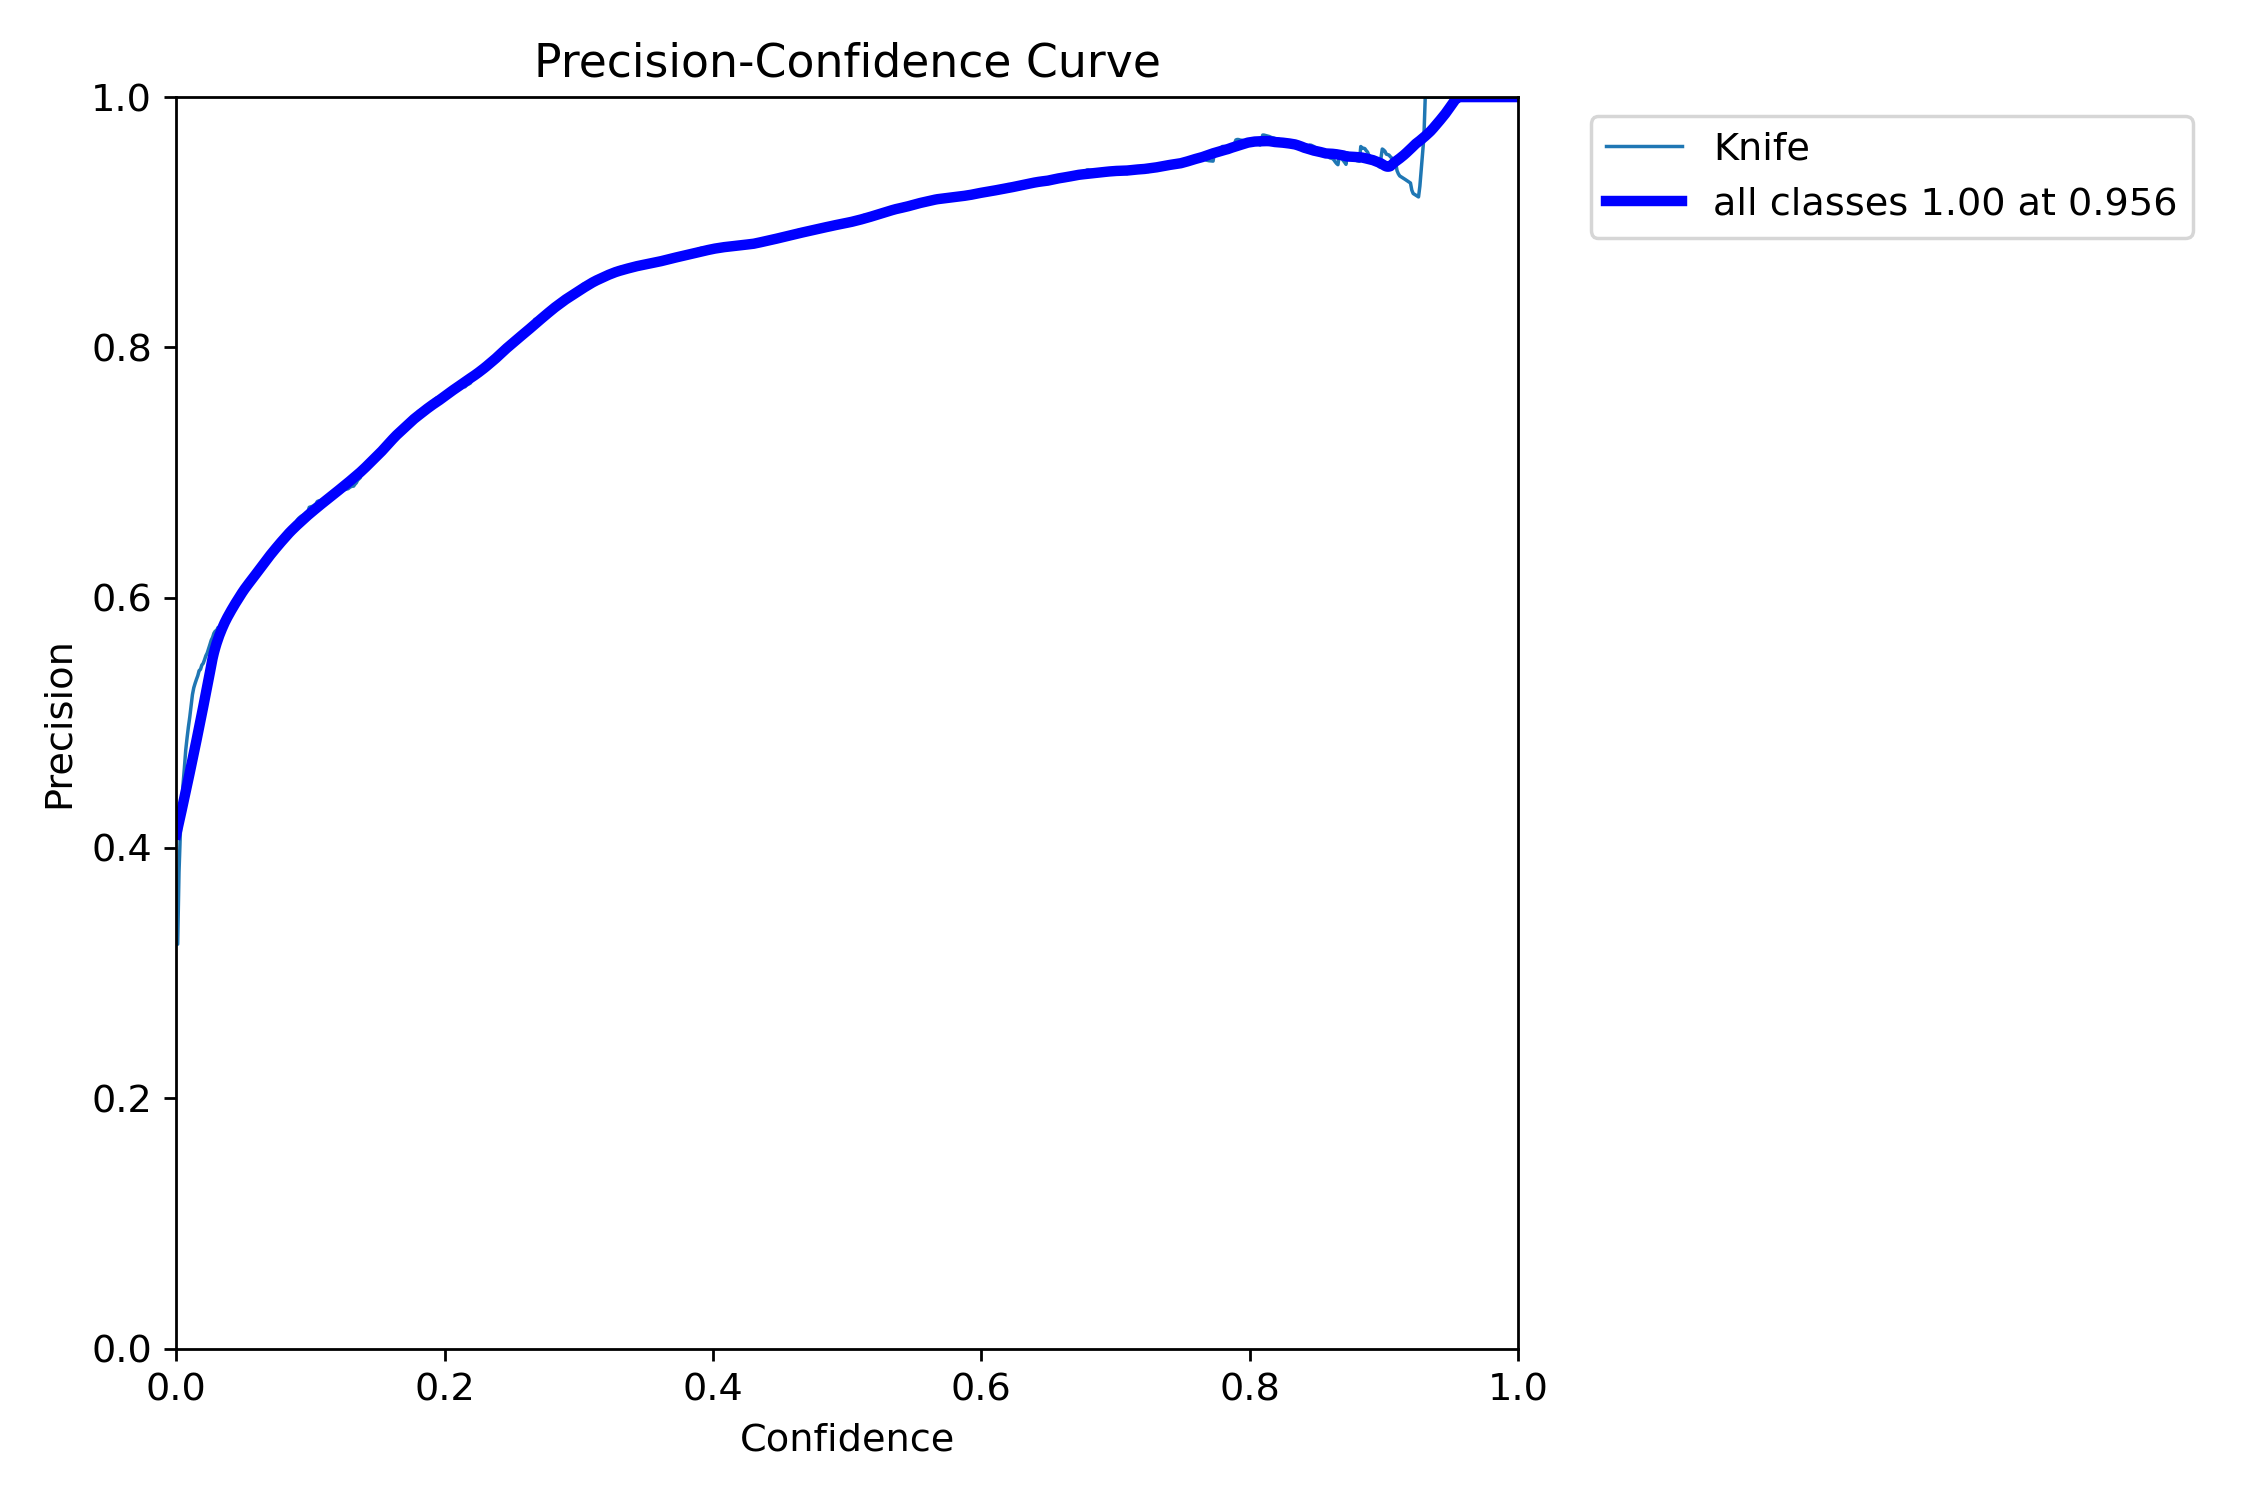 Precision-Confidence Curve
1.0
0.8
0.6
0.4
0.2
0.0
Precision
0.0 0.2 0.4 0.6 0.8 1.0
Confidence
Knife
all classes 1.00 at 0.956